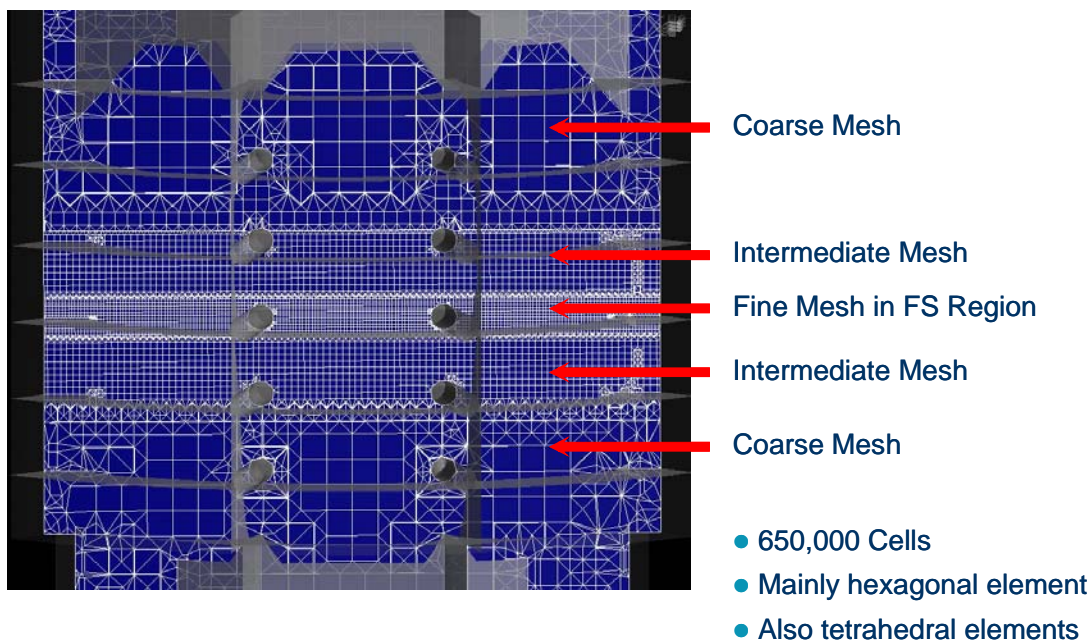 Coarse Mesh
Intermediate Mesh
Fine Mesh in FS Region
Intermediate Mesh
Coarse Mesh
● 650,000 Cells
● Mainly hexagonal element
● Also tetrahedral elements